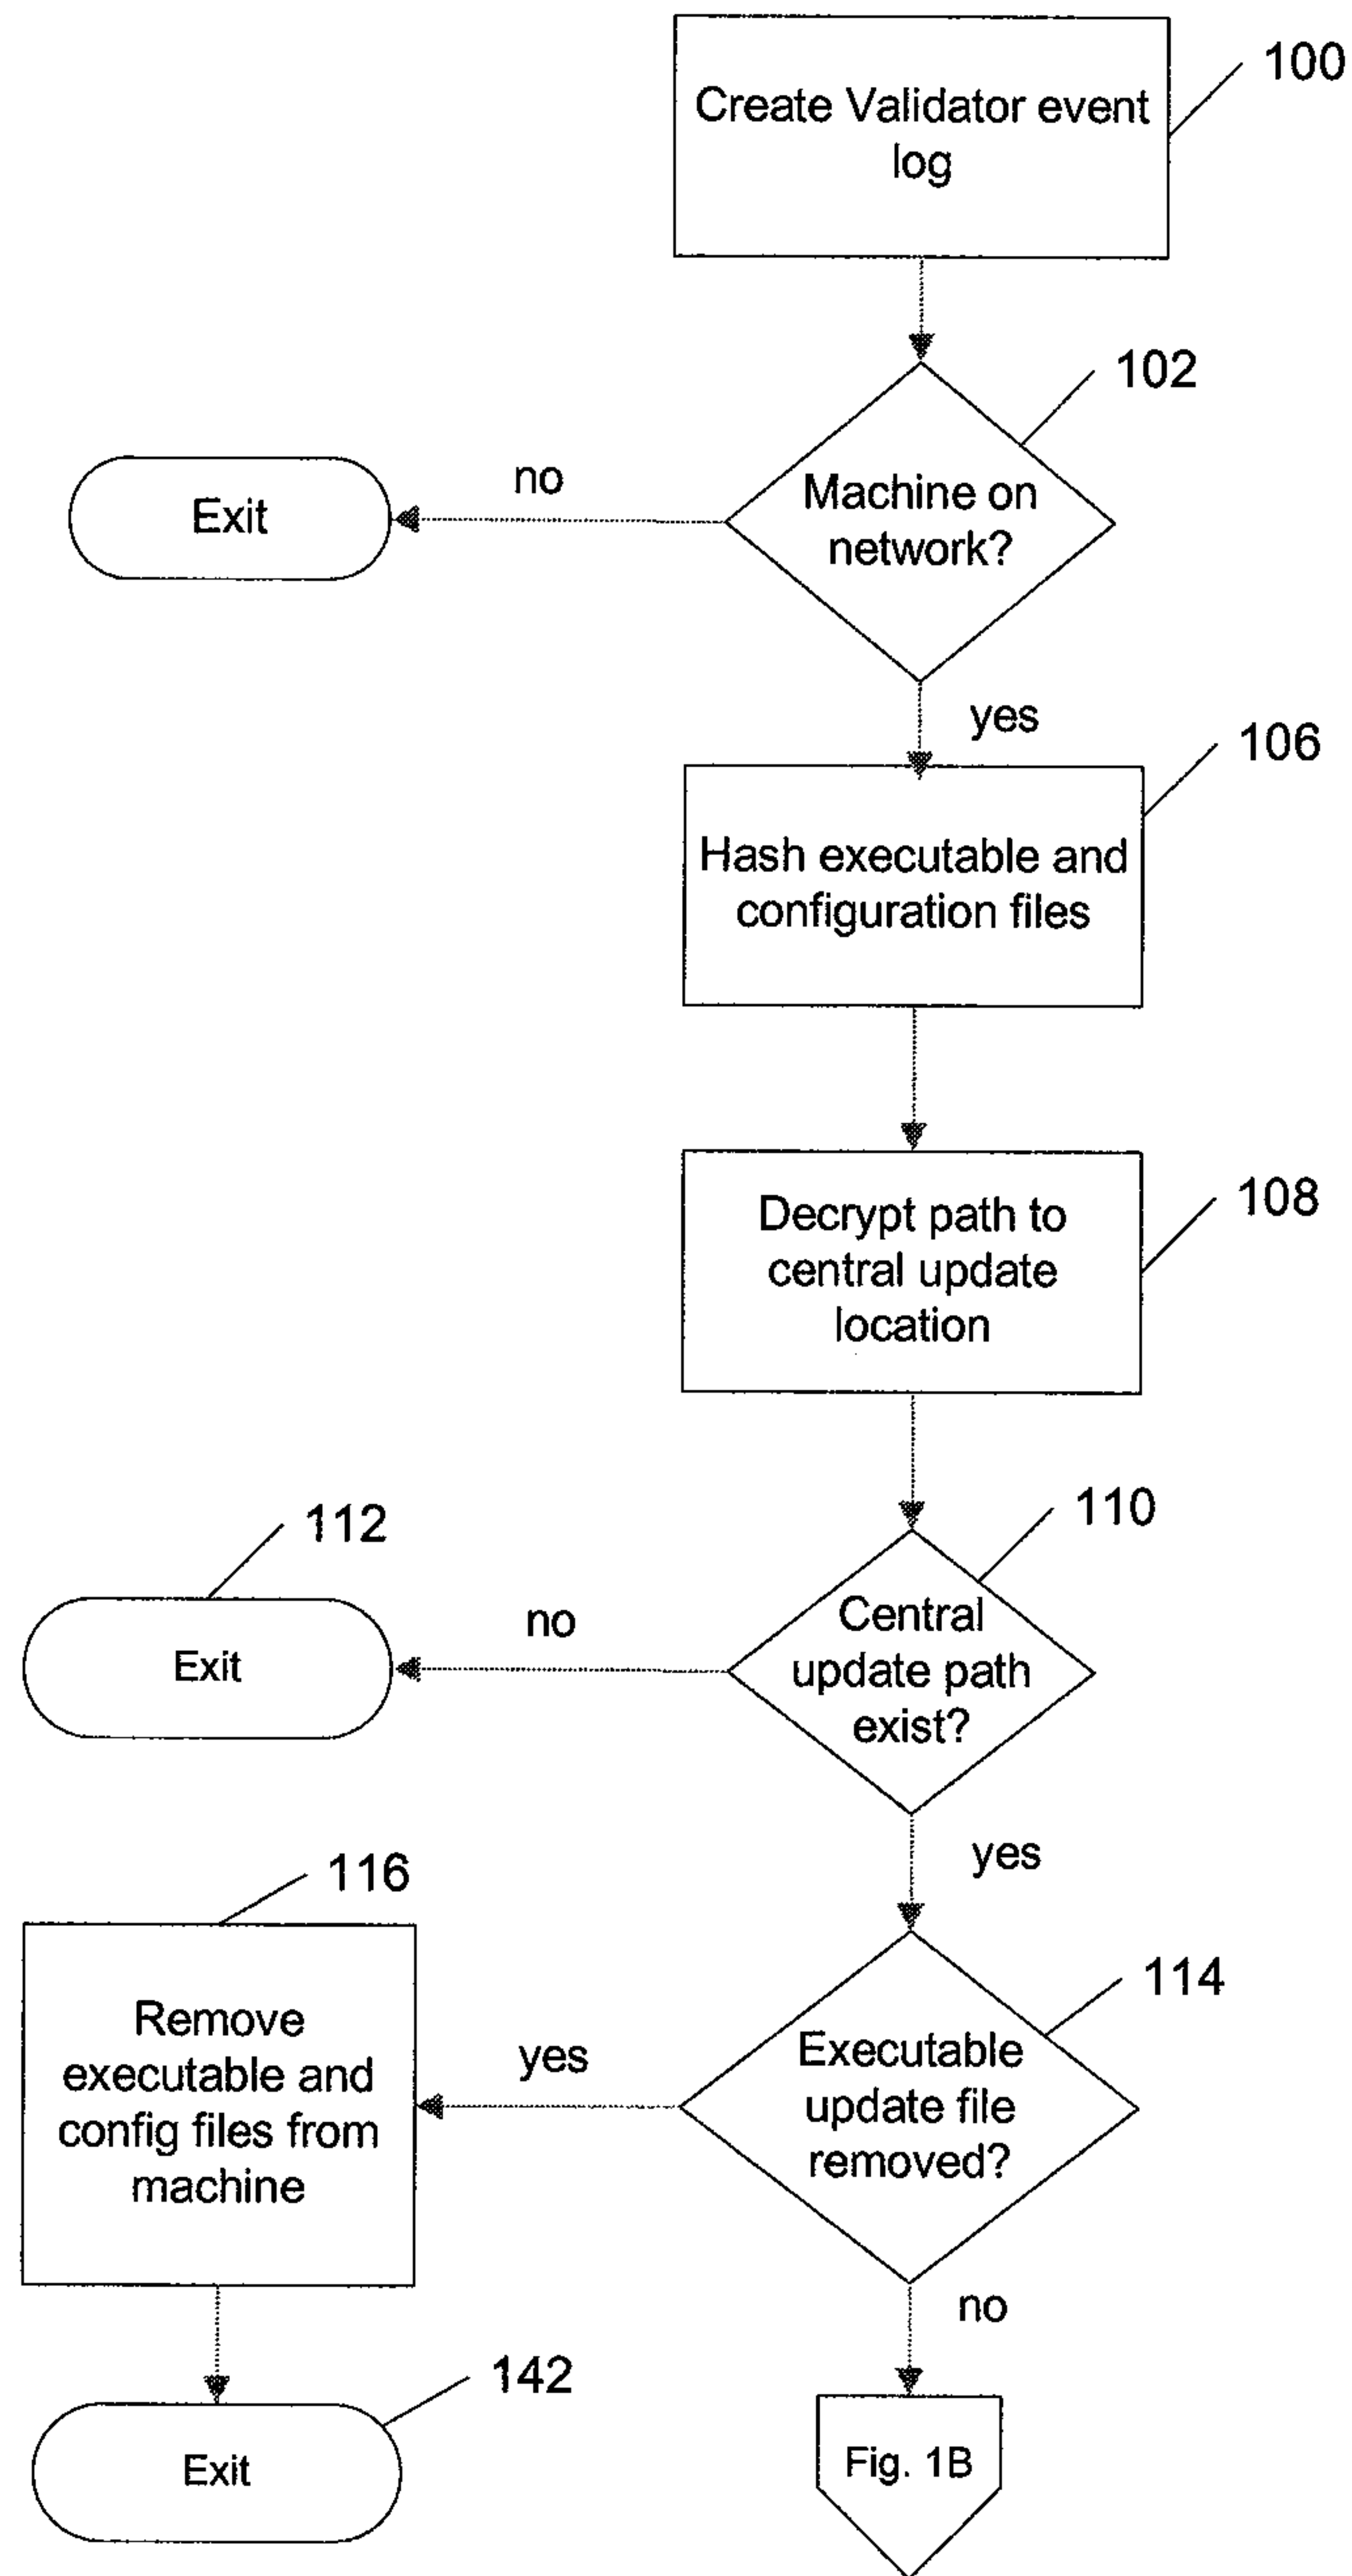 100
Create Validator event
log
102
Machine on
network?
no
Exit
yes
106
Hash executable and
configuration files
108
Decrypt path to
central update
location
110
Central
update path
exist?
no
112
Exit
yes
114
Executable
update file
removed?
yes
116
Remove
executable and
config files from
machine
142
Exit
no
Fig. 1B